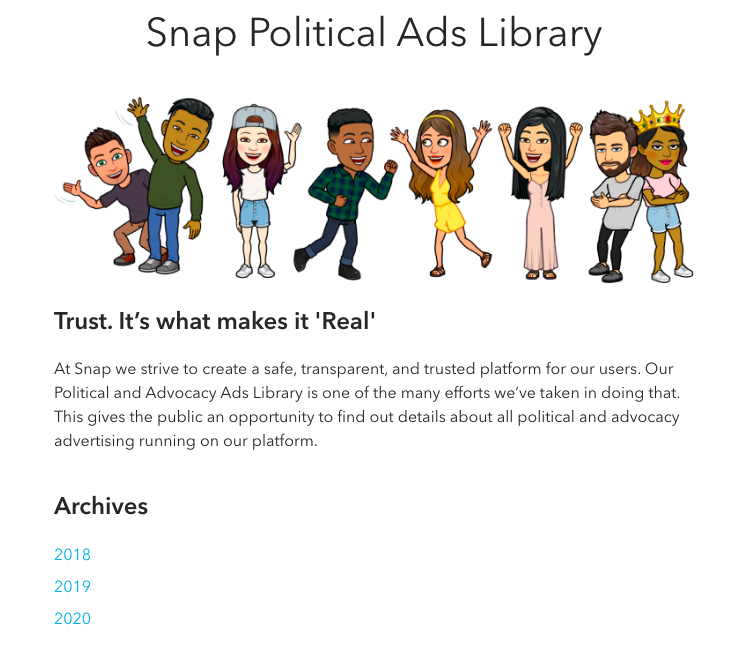 Snap Political Ads Library
Trust. It’s what makes it 'Real'
At Snap we strive to create a safe, transparent, and trusted platform for our users. Our
Political and Advocacy Ads Library is one of the many efforts we’ve taken in doing that.
This gives the public an opportunity to find out details about all political and advocacy
advertising running on our platform.
Archives
2018
2019
2020